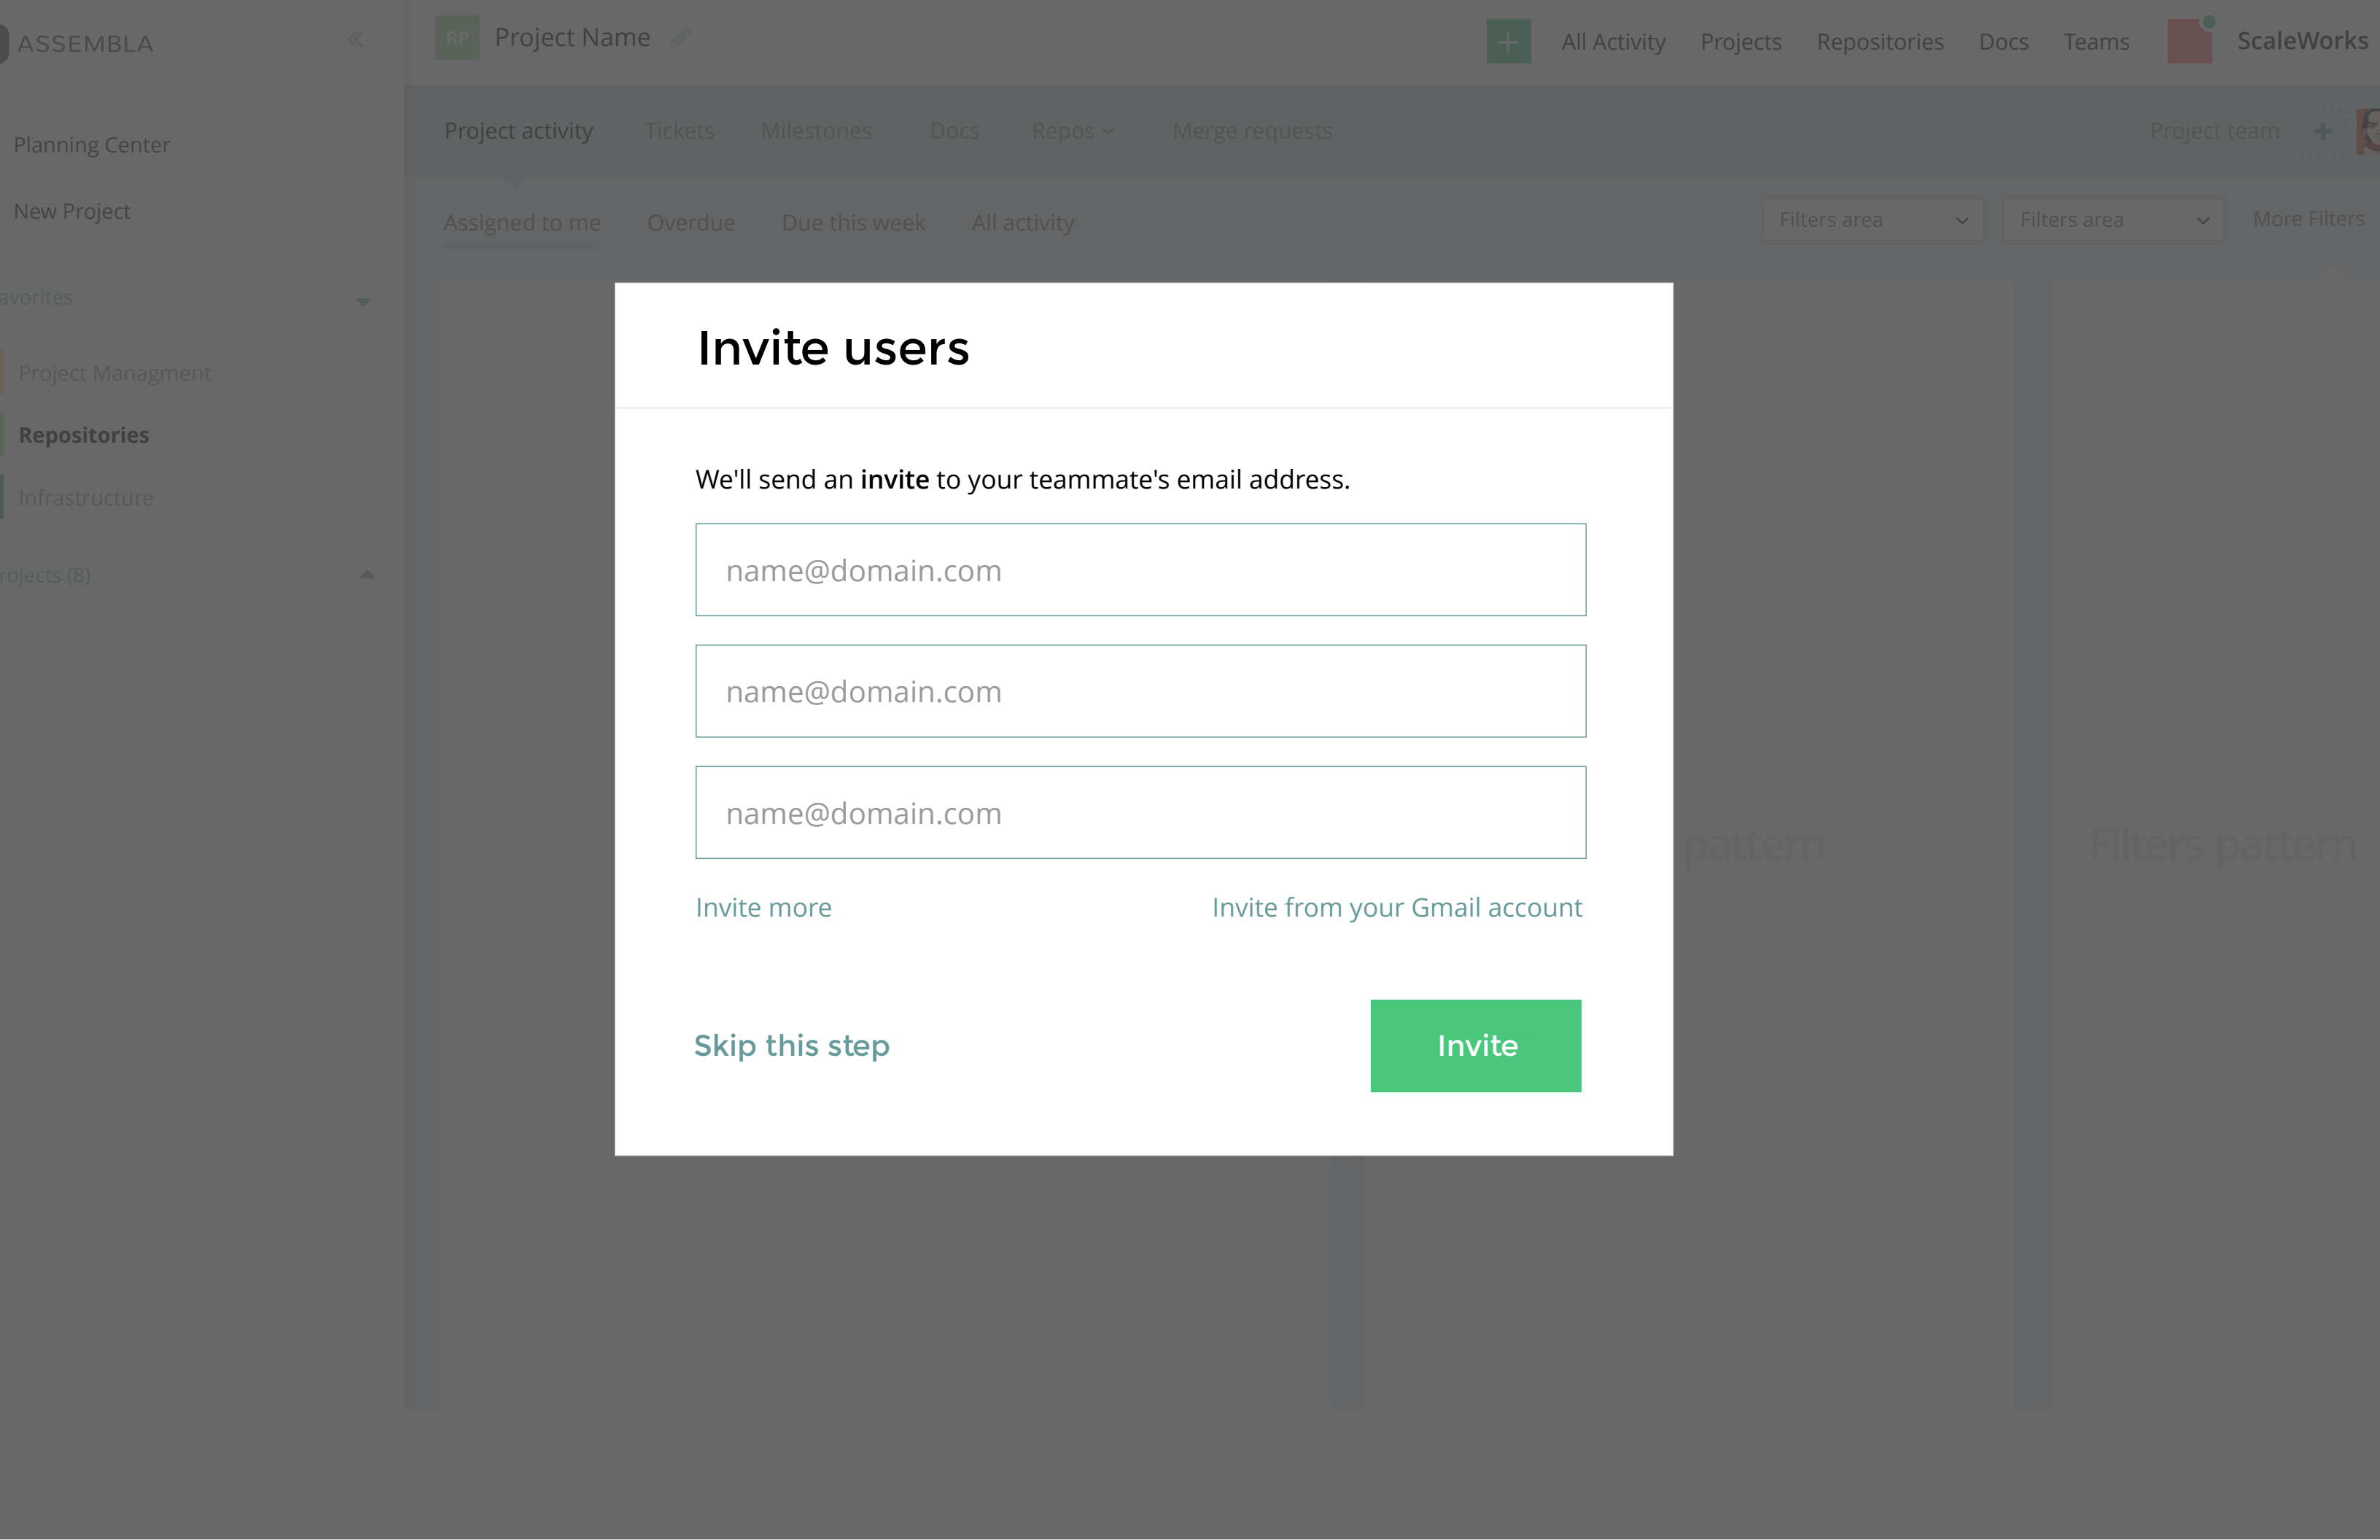 ASSEMBLA
Project Name
All Activity
Projects
Repositories
Docs
Teams
ScaleWorks
RP
Project activity
Tickets
Milestones
Docs
Repos
Merge requests
Project team
Planning Center
New Project
Assigned to me
Overdue
Due this week
All activity
Filters area
Filters area
More Filters
avorites
Project Managment
Repositories
Infrastructure
rojects (8)
Invite users
We'll send an invite to your teammate's email address.
name@domain.com
name@domain.com
name@domain.com
Invite more
Invite from your Gmail account
Skip this step
Invite
pattern
Filters pattern